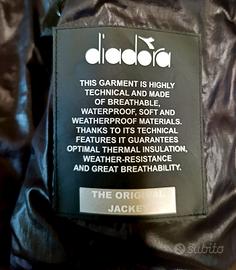 diadora
THIS GARMENT IS HIGHLY
TECHNICAL AND MADE
OF BREATHABLE,
WATERPROOF, SOFT AND
WEATHERPROOF MATERIALS.
THANKS TO ITS TECHNICAL
FEATURES IT GUARANTEES
OPTIMAL THERMAL INSULATION,
WEATHER-RESISTANCE
AND GREAT BREATHABILITY.
THE ORIGINAL
JACKET
subito